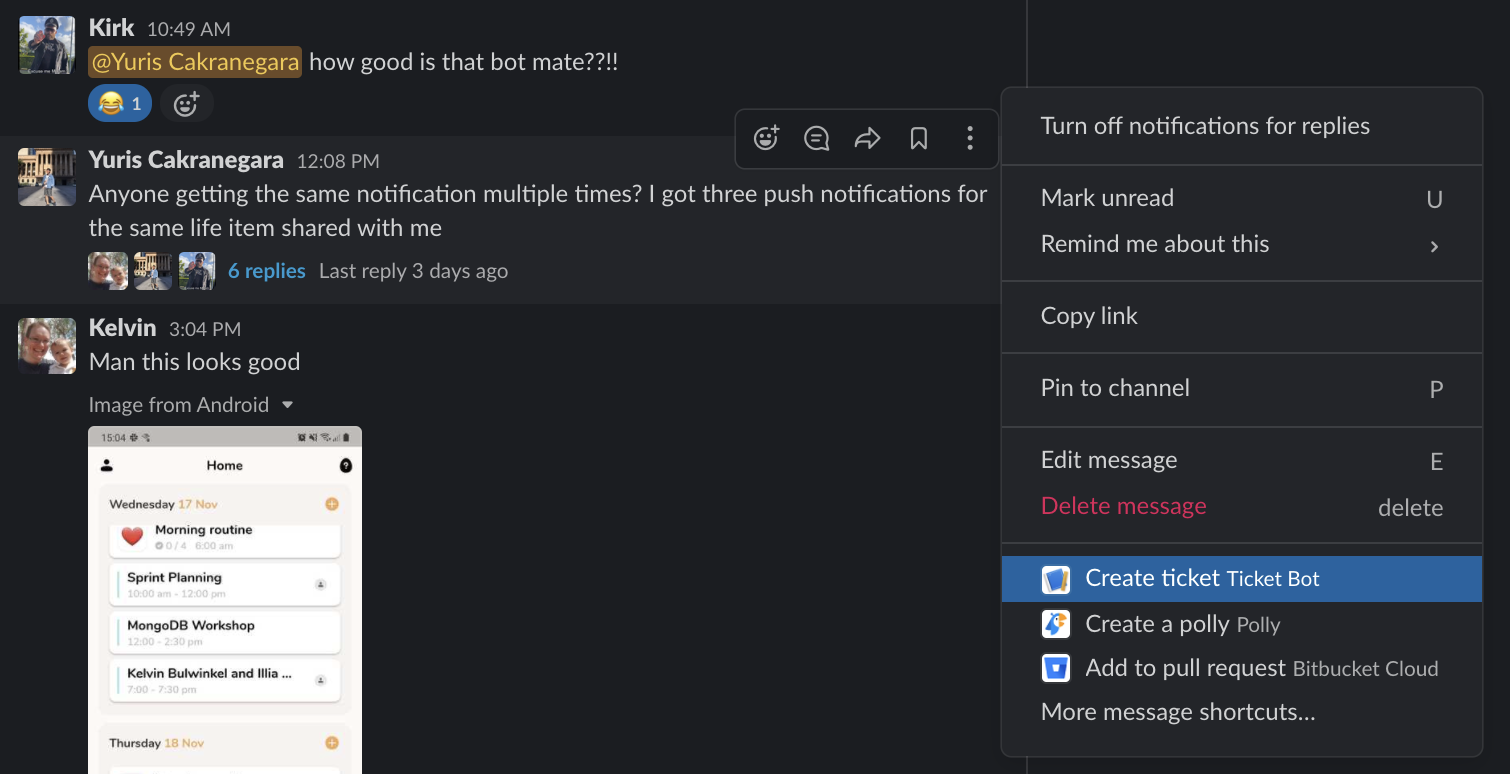 Kirk 10:49 AM
@Yuris Cakranegara how good is that bot mate??!!
😂 1
Yuris Cakranegara 12:08 PM
Anyone getting the same notification multiple times? I got three push notifications for
the same life item shared with me
6 replies Last reply 3 days ago
Kelvin 3:04 PM
Man this looks good
Image from Android
15:04
Home
Wednesday 17 Nov
Morning routine
0 / 4 6:00 am
Sprint Planning
10:00 am - 12:00 pm
MongoDB Workshop
12:00 - 2:30 pm
Kelvin Bulwinkel and Illia ...
7:00 - 7:30 pm
Thursday 18 Nov
Turn off notifications for replies
Mark unread U
Remind me about this
Copy link
Pin to channel P
Edit message E
Delete message delete
Create ticket Ticket Bot
Create a polly Polly
Add to pull request Bitbucket Cloud
More message shortcuts...